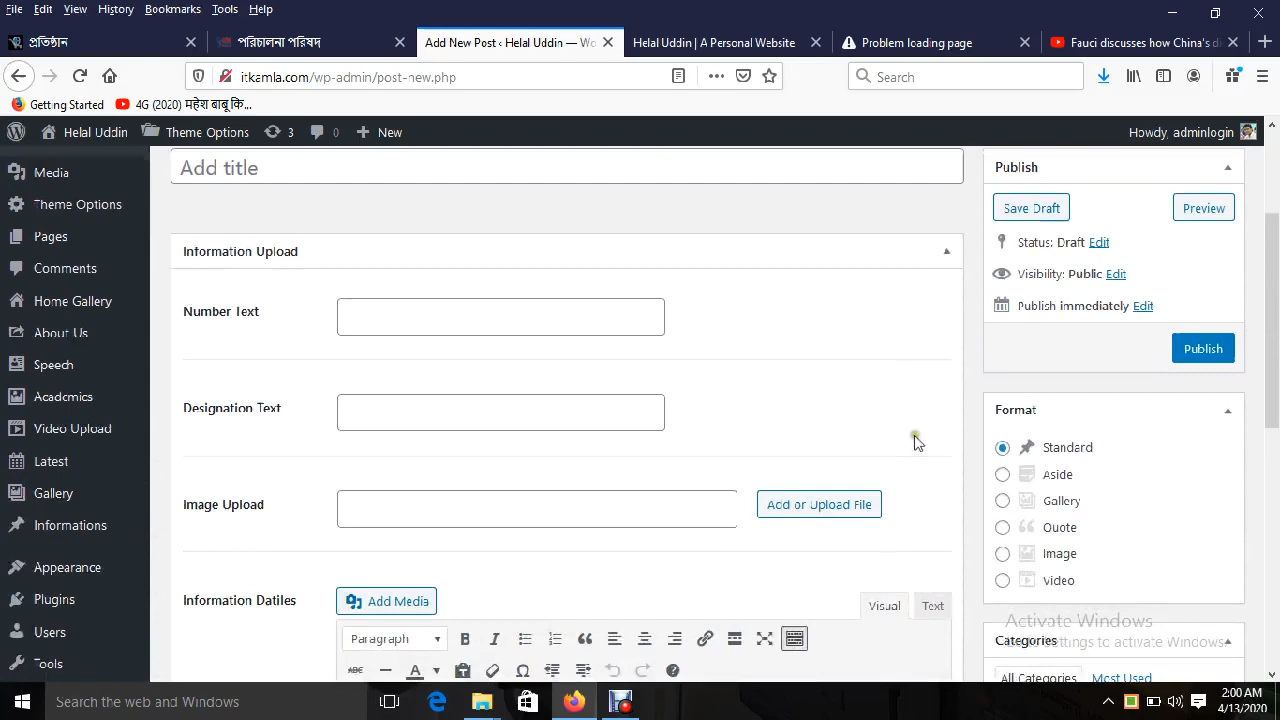 File Edit View History Bookmarks Tools Help
প্রতিষ্ঠান
পরিচালনা পরিষদ
Add New Post ‹ Helal Uddin — Wo
Helal Uddin | A Personal Website
Problem loading page
Fauci discusses how China's di
itkamla.com/wp-admin/post-new.php
Search
Getting Started
4G (2020) महेश बाबू कि...
Helal Uddin
Theme Options
3
0
New
Howdy, adminlogin
Media
Theme Options
Pages
Comments
Home Gallery
About Us
Speech
Academics
Video Upload
Latest
Gallery
Informations
Appearance
Plugins
Users
Tools
Add title
Information Upload
Number Text
Designation Text
Image Upload
Add or Upload File
Information Datiles
Add Media
Visual
Text
Paragraph
B I
ABC
A
Publish
Save Draft
Preview
Status: Draft Edit
Visibility: Public Edit
Publish immediately Edit
Publish
Format
Standard
Aside
Gallery
Quote
Image
Video
Activate Windows
Settings to activate Windows.
Categories
All Categories
Most Used
Search the web and Windows
2:00 AM
4/13/2020